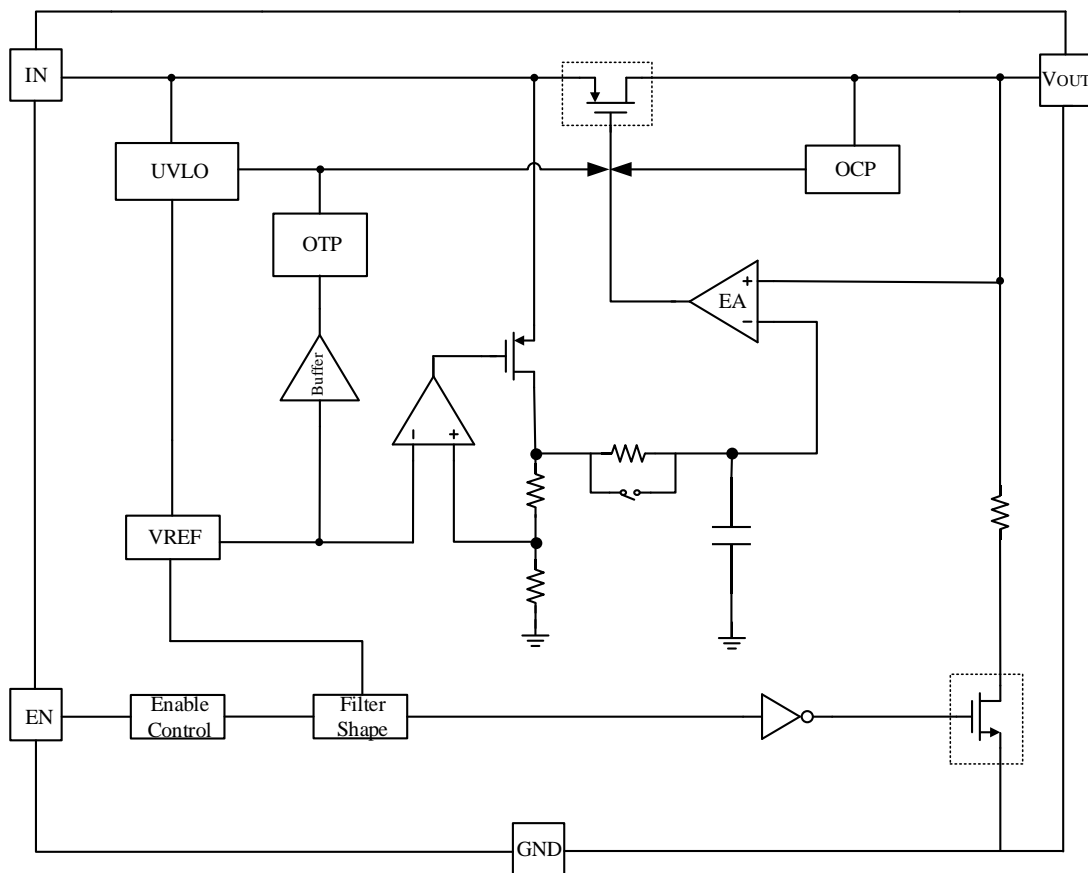 IN
VOUT
UVLO
OCP
OTP
+
EA
−
Buffer
− +
VREF
EN
Enable
Control
Filter
Shape
GND